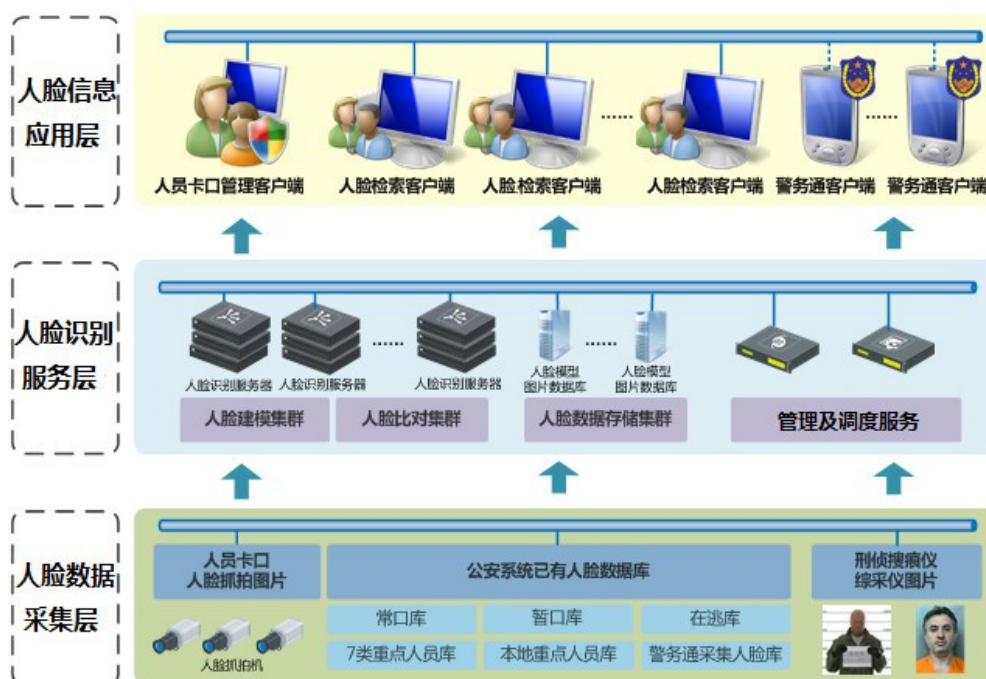 人脸信息
应用层
人员卡口管理客户端
人脸检索客户端
人脸检索客户端
......
人脸检索客户端
警务通客户端
......
警务通客户端
人脸识别
服务层
人脸识别服务器
人脸识别服务器
......
人脸识别服务器
人脸模型
图片数据库
......
人脸模型
图片数据库
人脸建模集群
人脸比对集群
人脸数据存储集群
管理及调度服务
人脸数据
采集层
人员卡口
人脸抓拍图片
人脸抓拍机
公安系统已有人脸数据库
常口库
暂口库
在逃库
7类重点人员库
本地重点人员库
警务通采集人脸库
刑侦搜痕仪
综采仪图片